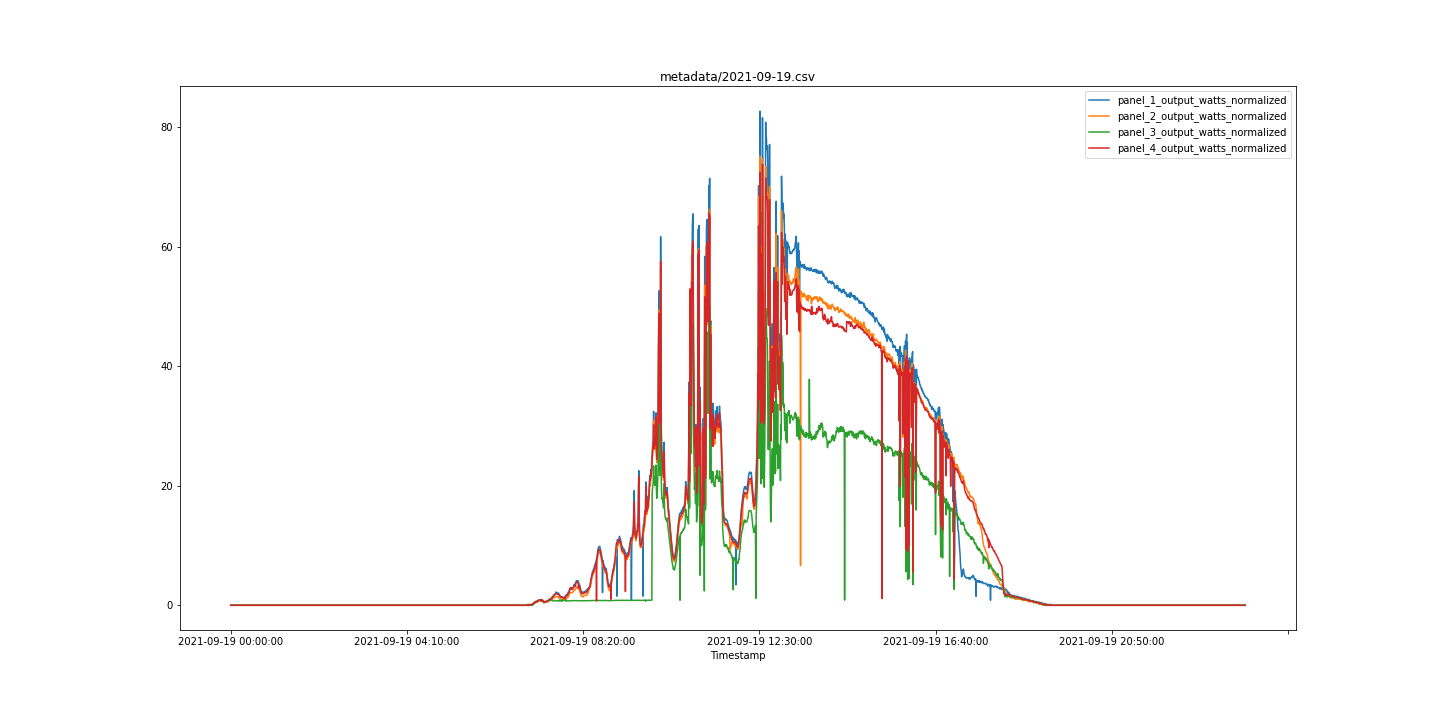 metadata/2021-09-19.csv
panel_1_output_watts_normalized
panel_2_output_watts_normalized
panel_3_output_watts_normalized
panel_4_output_watts_normalized
80
60
40
20
0
2021-09-19 00:00:00 2021-09-19 04:10:00 2021-09-19 08:20:00 2021-09-19 12:30:00 2021-09-19 16:40:00 2021-09-19 20:50:00
Timestamp